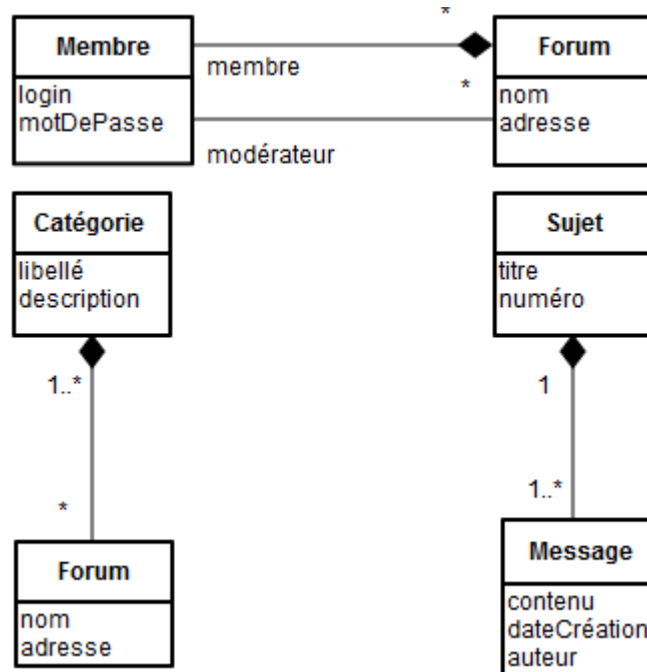 *
Membre
Forum
membre
login
motDePasse
*
nom
adresse
modérateur
Catégorie
Sujet
libellé
description
titre
numéro
1..*
1
*
1..*
Forum
Message
nom
adresse
contenu
dateCréation
auteur